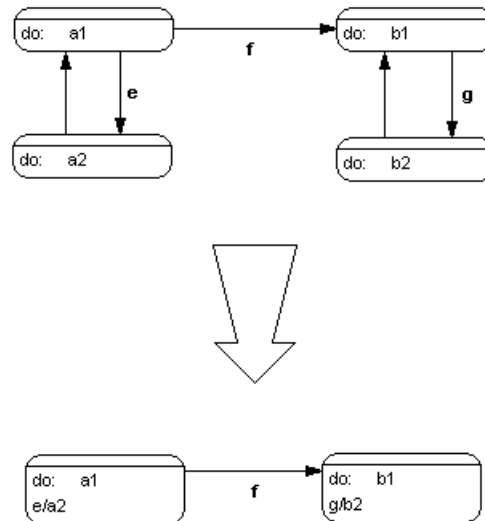 do: a1
f
do: b1
e
g
do: a2
do: b2
do: a1
e/a2
f
do: b1
g/b2